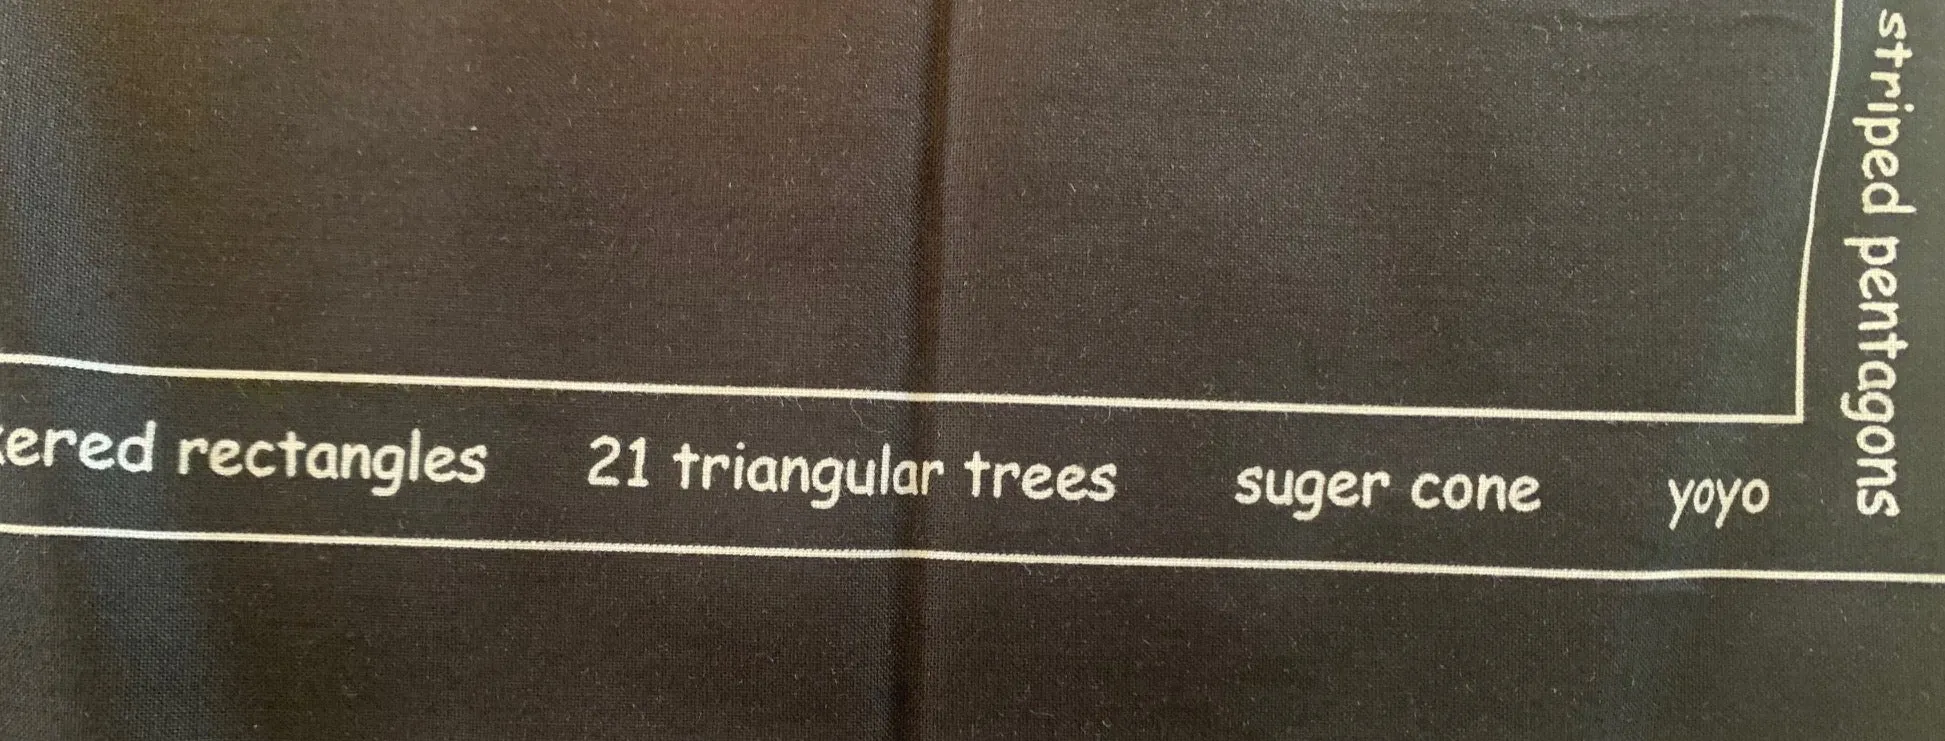 rectangles 21 triangular trees suger cone yoyo
striped pentagons